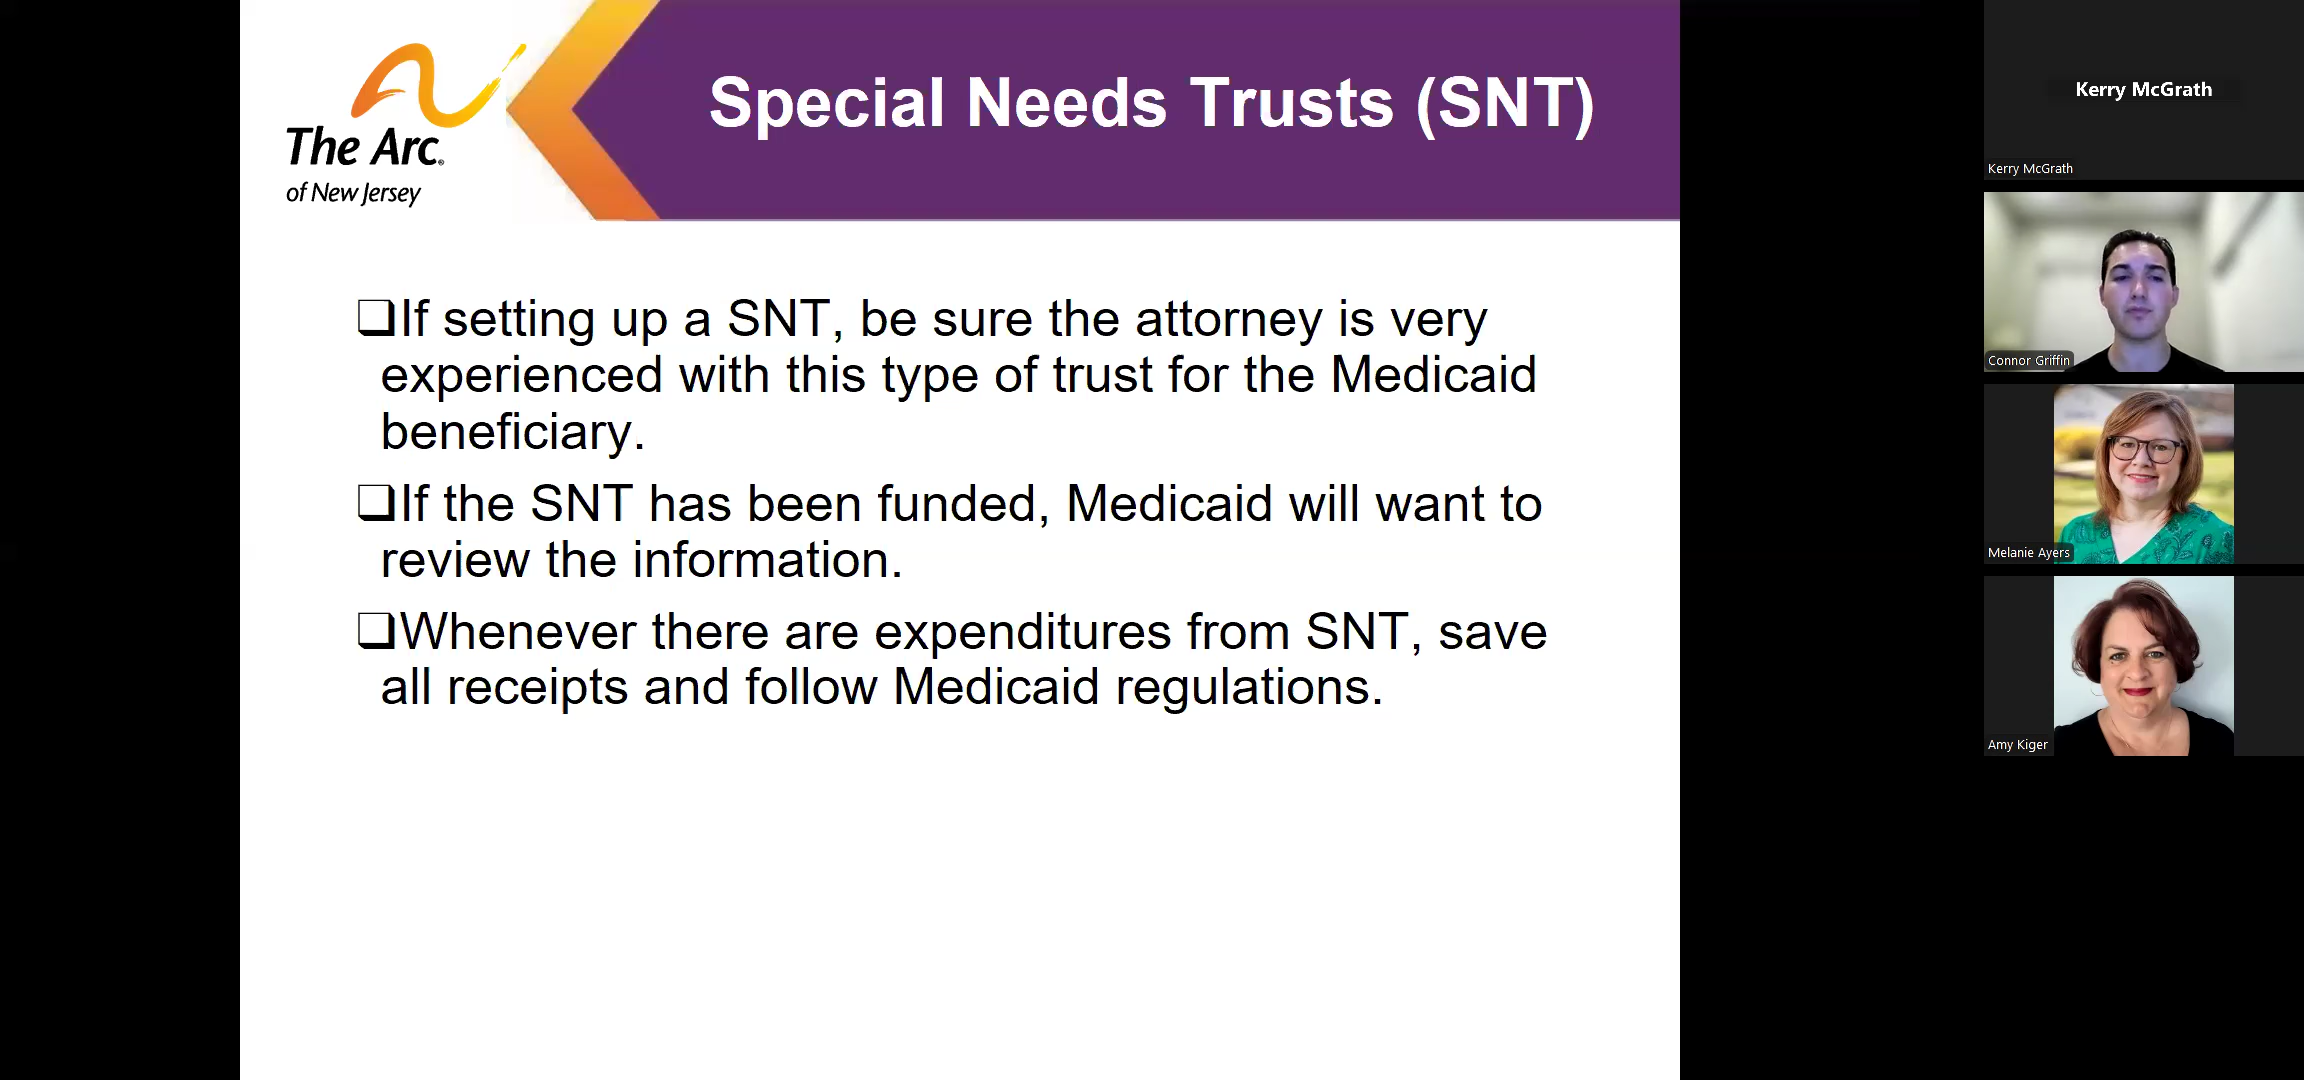 The Arc®
of New Jersey
Special Needs Trusts (SNT)
❑If setting up a SNT, be sure the attorney is very
experienced with this type of trust for the Medicaid
beneficiary.
❑If the SNT has been funded, Medicaid will want to
review the information.
❑Whenever there are expenditures from SNT, save
all receipts and follow Medicaid regulations.
Kerry McGrath
Kerry McGrath
Connor Griffin
Melanie Ayers
Amy Kiger